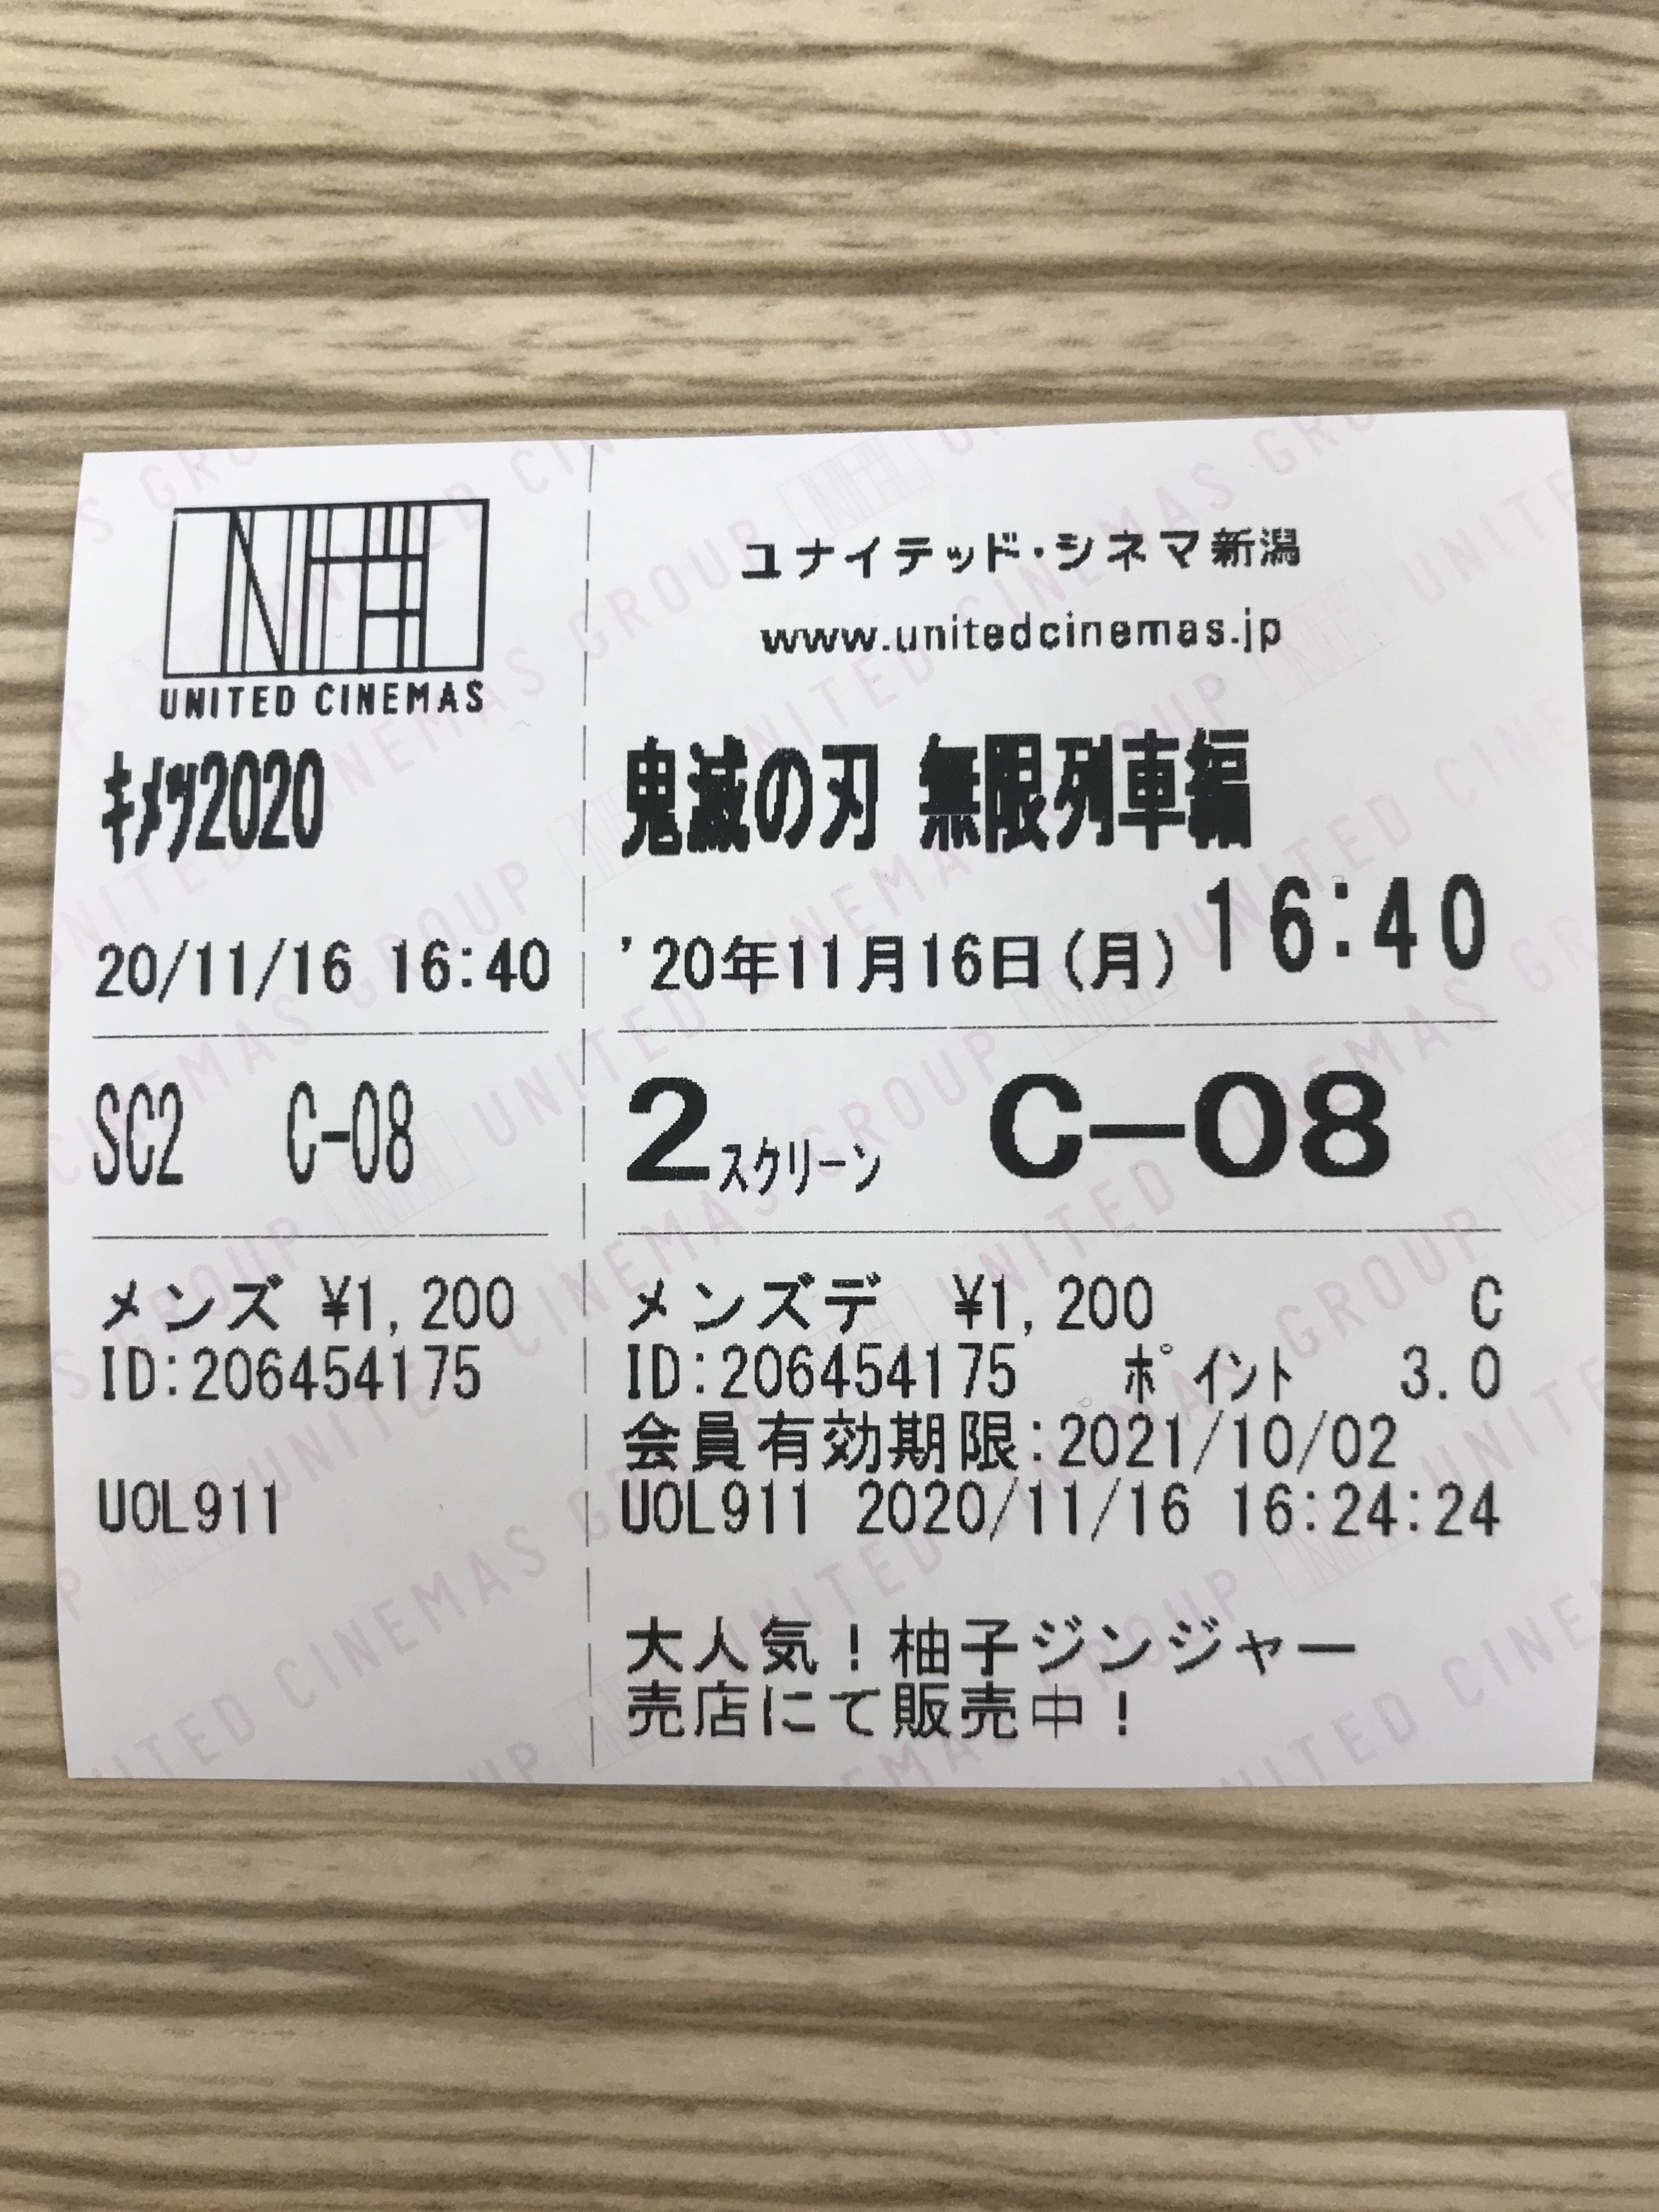 UNITED CINEMAS
キメツ2020
20/11/16 16:40
SC2 C-08
メンズ ¥1,200
ID:206454175
UOL911
ユナイテッド・シネマ新潟
www.unitedcinemas.jp
鬼滅の刃 無限列車編
'20年11月16日(月) 16:40
2スクリーン C-08
メンズデ ¥1,200 C
ID:206454175 ポイント 3.0
会員有効期限:2021/10/02
UOL911 2020/11/16 16:24:24
大人気!柚子ジンジャー
売店にて販売中!